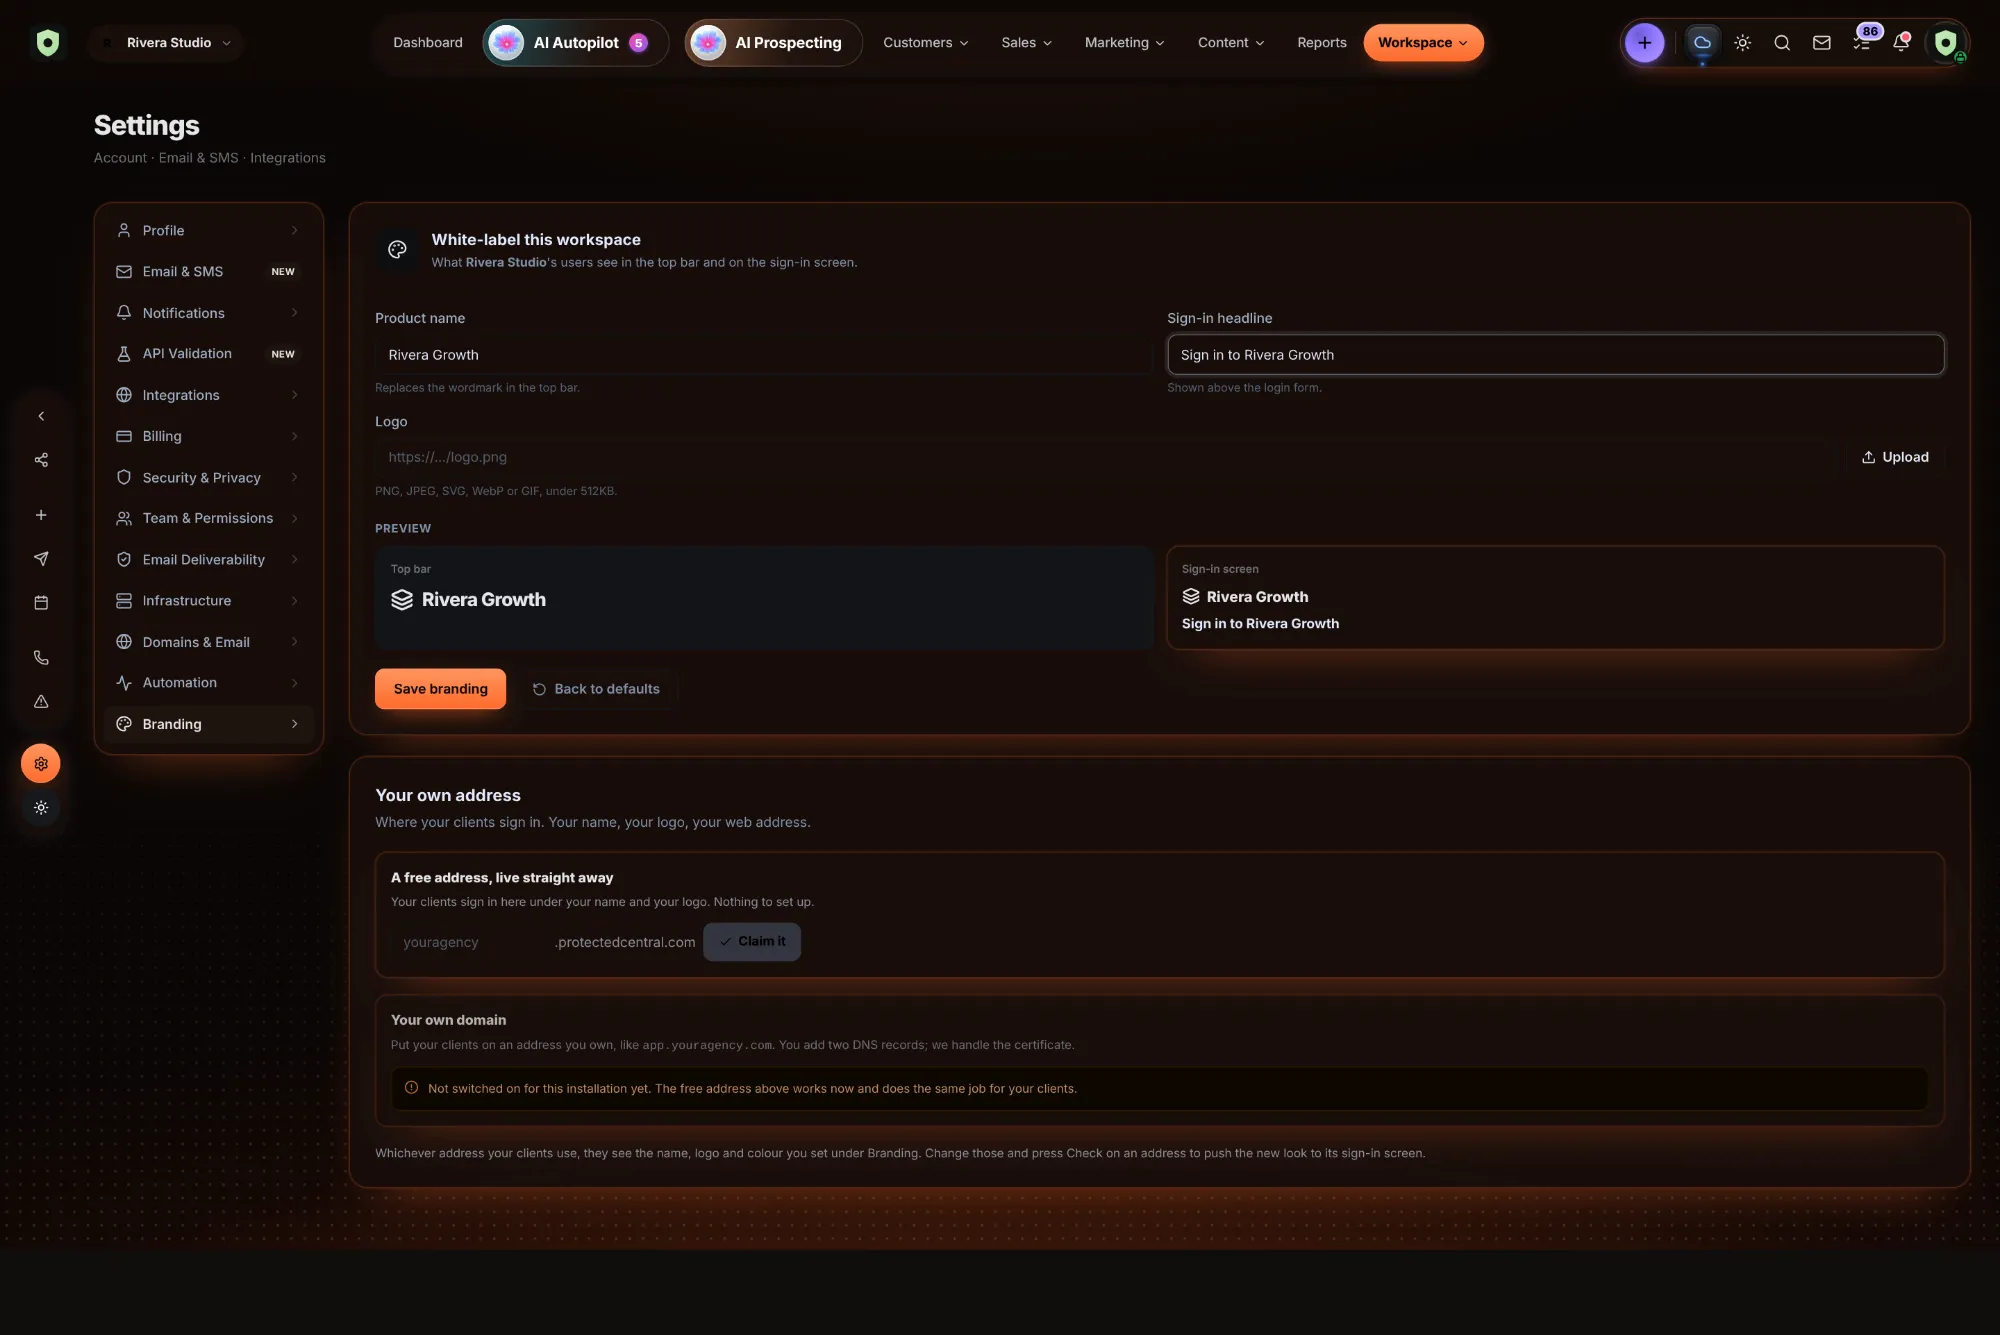 Rivera Studio
Dashboard
AI Autopilot 5
AI Prospecting
Customers
Sales
Marketing
Content
Reports
Workspace
86
Settings
Account · Email & SMS · Integrations
Profile
Email & SMS NEW
Notifications
API Validation NEW
Integrations
Billing
Security & Privacy
Team & Permissions
Email Deliverability
Infrastructure
Domains & Email
Automation
Branding
White-label this workspace
What Rivera Studio's users see in the top bar and on the sign-in screen.
Product name
Rivera Growth
Replaces the wordmark in the top bar.
Sign-in headline
Sign in to Rivera Growth
Shown above the login form.
Logo
https://.../logo.png
Upload
PNG, JPEG, SVG, WebP or GIF, under 512KB.
PREVIEW
Top bar
Rivera Growth
Sign-in screen
Rivera Growth
Sign in to Rivera Growth
Save branding
Back to defaults
Your own address
Where your clients sign in. Your name, your logo, your web address.
A free address, live straight away
Your clients sign in here under your name and your logo. Nothing to set up.
youragency .protectedcentral.com Claim it
Your own domain
Put your clients on an address you own, like app.youragency.com. You add two DNS records; we handle the certificate.
Not switched on for this installation yet. The free address above works now and does the same job for your clients.
Whichever address your clients use, they see the name, logo and colour you set under Branding. Change those and press Check on an address to push the new look to its sign-in screen.